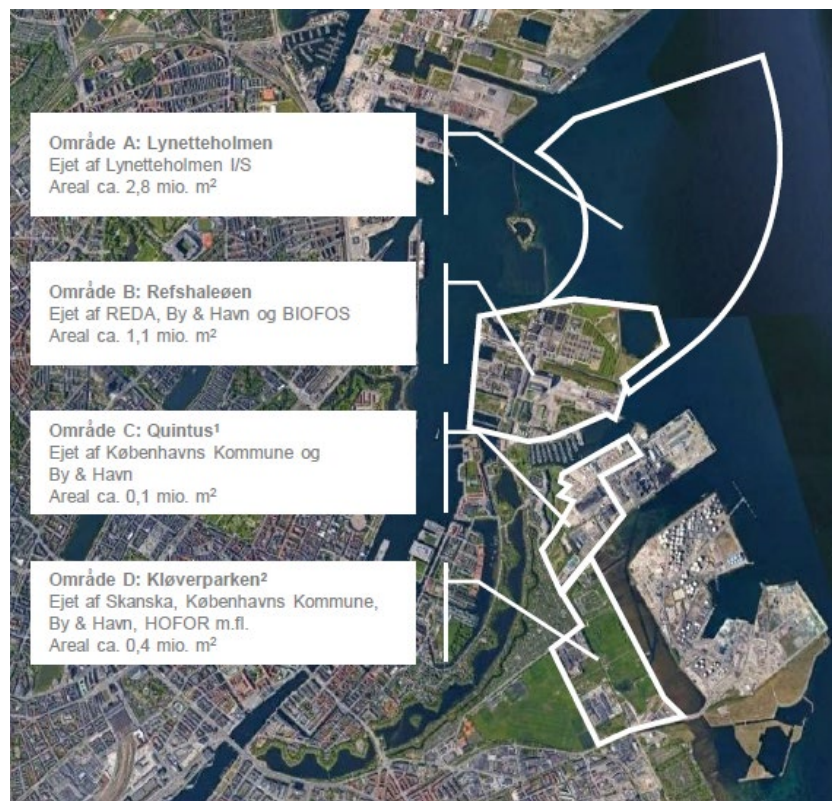 Område A: Lynetteholmen
Ejet af Lynetteholmen I/S
Areal ca. 2,8 mio. m²
Område B: Refshaleøen
Ejet af REDA, By & Havn og BIOFOS
Areal ca. 1,1 mio. m²
Område C: Quintus¹
Ejet af Københavns Kommune og
By & Havn
Areal ca. 0,1 mio. m²
Område D: Kløverparken²
Ejet af Skanska, Københavns Kommune,
By & Havn, HOFOR m.fl.
Areal ca. 0,4 mio. m²